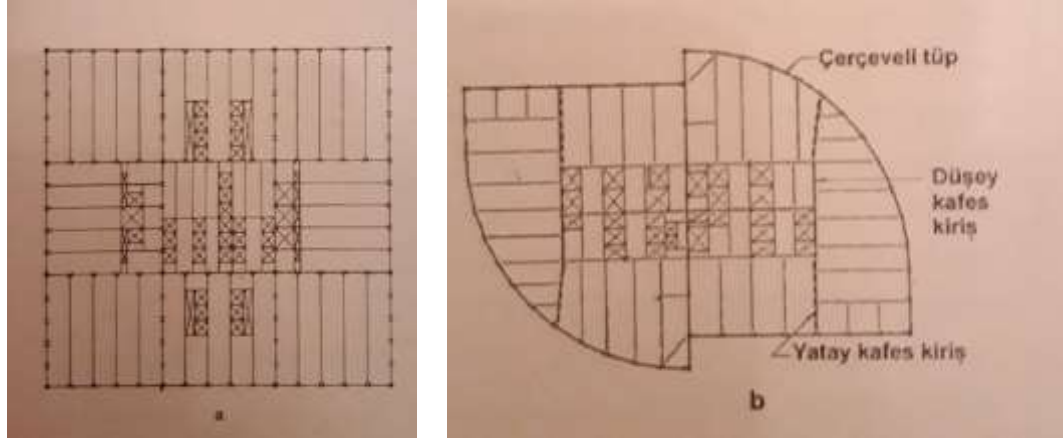 a
Çerçeveli tüp
Düşey
kafes
kiriş
Yatay kafes kiriş
b